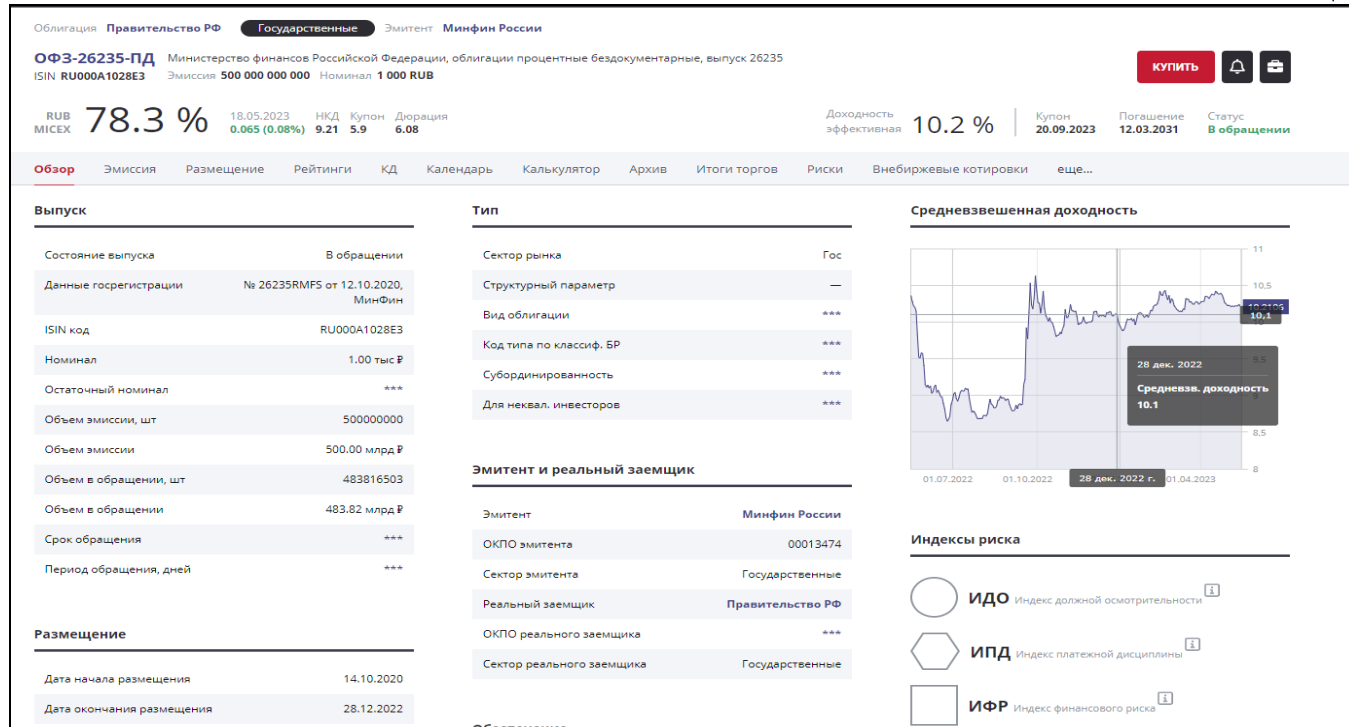 Облигация Правительство РФ Государственные Эмитент Минфин России
ОФЗ-26235-ПД Министерство финансов Российской Федерации, облигации процентные бездокументарные, выпуск 26235
ISIN RU000A1028E3 Эмиссия 500 000 000 000 Номинал 1 000 RUB
КУПИТЬ
RUB MICEX 78.3 %
18.05.2023 НКД Купон Дюрация
0.065 (0.08%) 9.21 5.9 6.08
Доходность эффективная 10.2 %
Купон Погашение Статус
20.09.2023 12.03.2031 В обращении
Обзор Эмиссия Размещение Рейтинги КД Календарь Калькулятор Архив Итоги торгов Риски Внебиржевые котировки еще...
Выпуск
Состояние выпуска В обращении
Данные госрегистрации № 26235RMFS от 12.10.2020,
МинФин
ISIN код RU000A1028E3
Номинал 1.00 тыс ₽
Остаточный номинал ***
Объем эмиссии, шт 500000000
Объем эмиссии 500.00 млрд ₽
Объем в обращении, шт 483816503
Объем в обращении 483.82 млрд ₽
Срок обращения ***
Период обращения, дней ***
Размещение
Дата начала размещения 14.10.2020
Дата окончания размещения 28.12.2022
Тип
Сектор рынка Гос
Структурный параметр —
Вид облигации ***
Код типа по классиф. БР ***
Субординированность ***
Для неквал. инвесторов ***
Эмитент и реальный заемщик
Эмитент Минфин России
ОКПО эмитента 00013474
Сектор эмитента Государственные
Реальный заемщик Правительство РФ
ОКПО реального заемщика ***
Сектор реального заемщика Государственные
Средневзвешенная доходность
11
10,5
10,1
10
9,5
9
8,5
8
28 дек. 2022
Средневзв. доходность
10.1
01.07.2022 01.10.2022 28 дек. 2022 г. 01.04.2023
Индексы риска
ИДО Индекс должной осмотрительности
ИПД Индекс платежной дисциплины
ИФР Индекс финансового риска